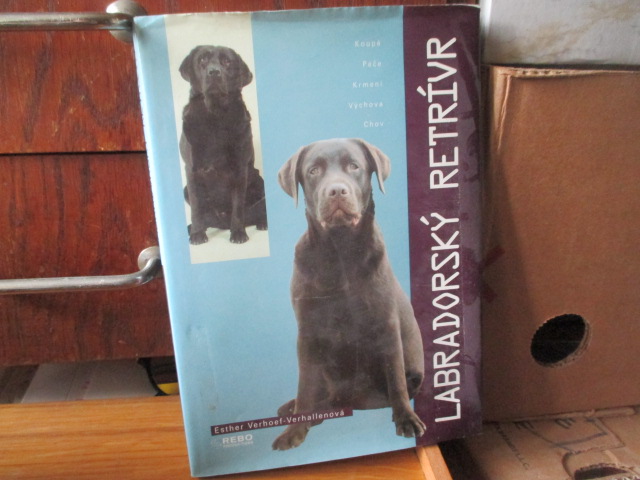 Koupě
Péče
Krmení
Výchova
Chov
LABRADORSKÝ RETRÍVR
Esther Verhoef-Verhallenová
REBO